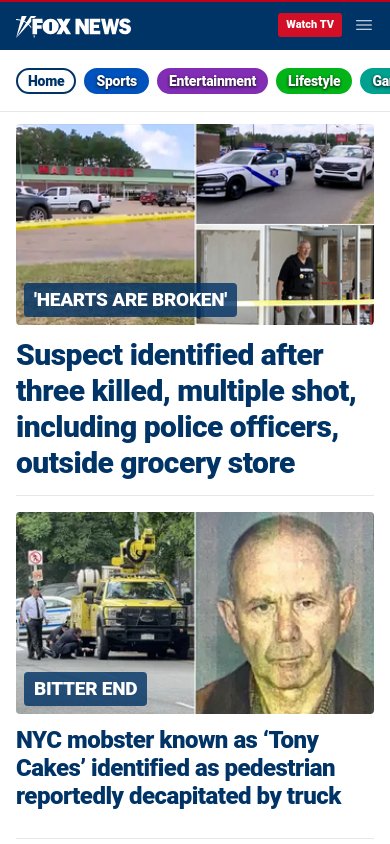 FOX NEWS
Watch TV
Home
Sports
Entertainment
Lifestyle
Ga
MAD BUTCHER
'HEARTS ARE BROKEN'
Suspect identified after
three killed, multiple shot,
including police officers,
outside grocery store
BITTER END
NYC mobster known as ‘Tony
Cakes’ identified as pedestrian
reportedly decapitated by truck